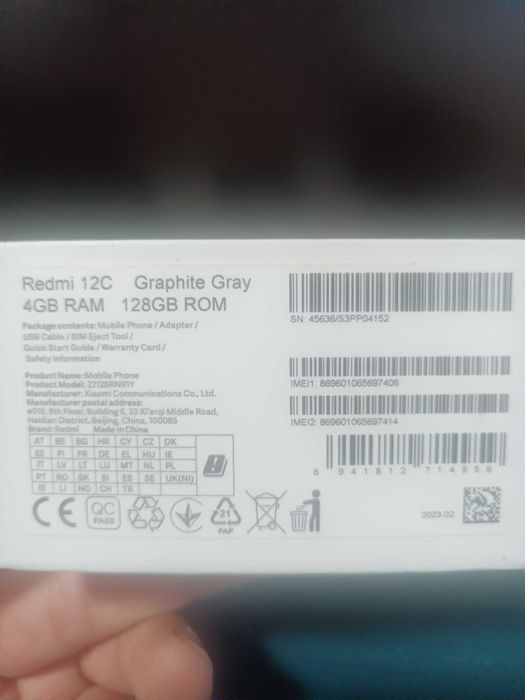 Redmi 12C Graphite Gray
4GB RAM 128GB ROM
Package contents: Mobile Phone / Adapter /
USB Cable / SIM Eject Tool /
Quick Start Guide / Warranty Card /
Safety Information
Product Name :Mobile Phone
Product Model: 22126RN91Y
Manufacturer: Xiaomi Communications Co., Ltd.
Manufacturer postal address:
#019, 9th Floor, Building 6, 33 Xi'erqi Middle Road,
Haidian District, Beijing, China, 100085
Brand: Redmi Made in China
AT BE BG HR CY CZ DK
EE FI FR DE EL HU IE
IT LV LT LU MT NL PL
PT RO SK SI ES SE UK(NI)
IS LI NO CH TR
CE
QC
PASS
21
PAP
SN: 45636/S3PP04152
IMEI1: 869601065697406
IMEI2: 869601065697414
6 941812 714959
2023.02